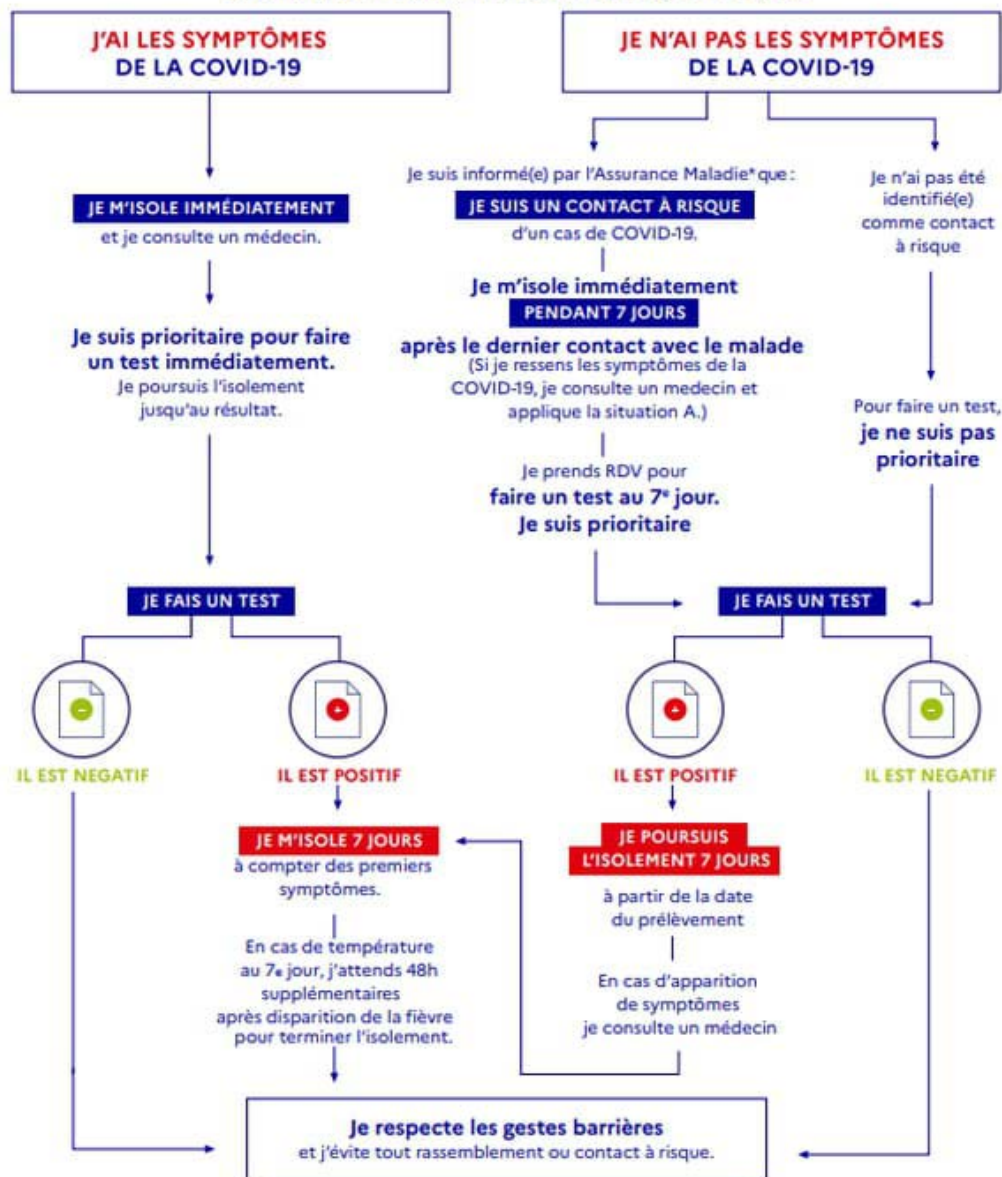 J'AI LES SYMPTÔMES
DE LA COVID-19
JE M'ISOLE IMMÉDIATEMENT
et je consulte un médecin.
Je suis prioritaire pour faire
un test immédiatement.
Je poursuis l'isolement
jusqu'au résultat.
JE FAIS UN TEST
IL EST NEGATIF
IL EST POSITIF
JE M'ISOLE 7 JOURS
à compter des premiers
symptômes.
En cas de température
au 7e jour, j'attends 48h
supplémentaires
après disparition de la fièvre
pour terminer l'isolement.
JE N'AI PAS LES SYMPTÔMES
DE LA COVID-19
Je suis informé(e) par l'Assurance Maladie* que :
JE SUIS UN CONTACT À RISQUE
d'un cas de COVID-19.
Je m'isole immédiatement
PENDANT 7 JOURS
après le dernier contact avec le malade
(Si je ressens les symptômes de la
COVID-19, je consulte un medecin et
applique la situation A.)
Je prends RDV pour
faire un test au 7e jour.
Je suis prioritaire
Je n'ai pas été
identifié(e)
comme contact
à risque
Pour faire un test,
je ne suis pas
prioritaire
JE FAIS UN TEST
IL EST POSITIF
JE POURSUIS
L'ISOLEMENT 7 JOURS
à partir de la date
du prélèvement
En cas d'apparition
de symptômes
je consulte un médecin
IL EST NEGATIF
Je respecte les gestes barrières
et j'évite tout rassemblement ou contact à risque.